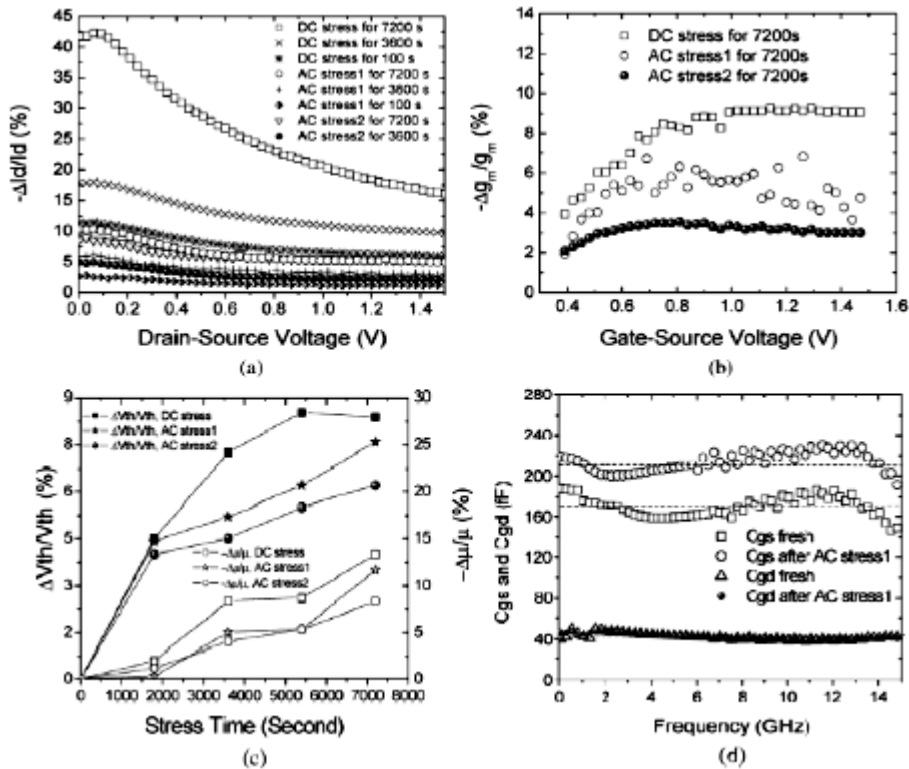 45
40
35
30
25
20
15
10
5
0
-ΔId/Id (%)
DC stress for 7200 s
DC stress for 3600 s
DC stress for 100 s
AC stress1 for 7200 s
AC stress1 for 3600 s
AC stress1 for 100 s
AC stress2 for 7200 s
AC stress2 for 3600 s
0.0 0.2 0.4 0.6 0.8 1.0 1.2 1.4
Drain-Source Voltage (V)
(a)
10
8
6
4
2
0
-Δgm/gm (%)
DC stress for 7200s
AC stress1 for 7200s
AC stress2 for 7200s
0.4 0.6 0.8 1.0 1.2 1.4 1.6
Gate-Source Voltage (V)
(b)
9
8
6
5
3
2
0
ΔVth/Vth (%)
ΔVth/Vth, DC stress
ΔVth/Vth, AC stress1
ΔVth/Vth, AC stress2
-Δμ/μ, DC stress
-Δμ/μ, AC stress1
-Δμ/μ, AC stress2
30
25
20
15
10
5
0
-Δμ/μ (%)
0 1000 2000 3000 4000 5000 6000 7000 8000
Stress Time (Second)
(c)
280
240
200
160
120
80
40
0
Cgs and Cgd (fF)
Cgs fresh
Cgs after AC stress1
Cgd fresh
Cgd after AC stress1
0 2 4 6 8 10 12 14
Frequency (GHz)
(d)